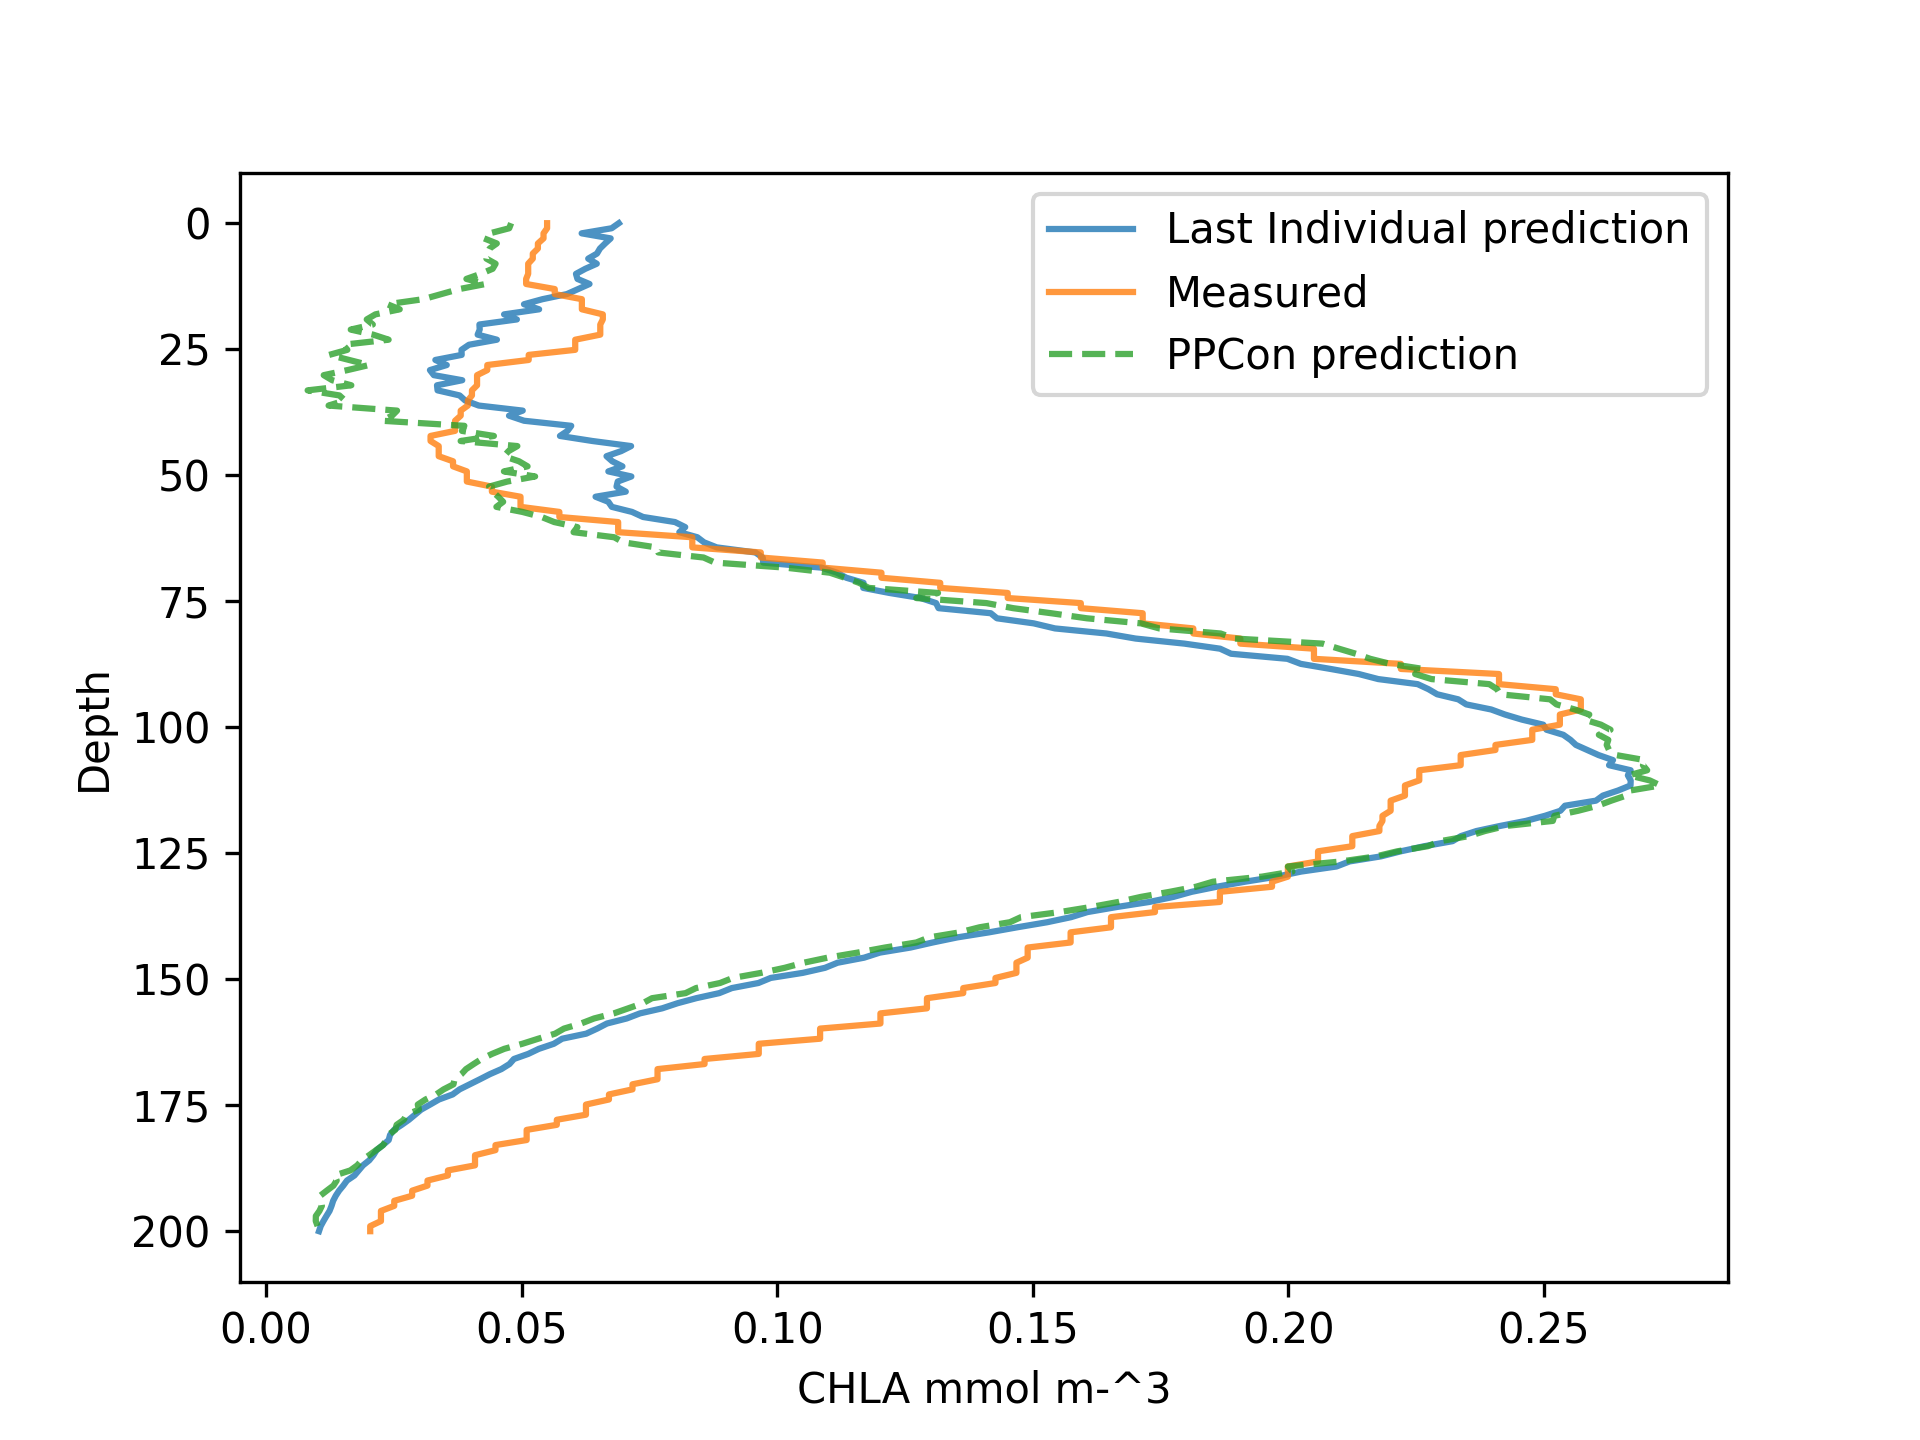 Last Individual prediction
Measured
PPCon prediction
0
25
50
75
100
125
150
175
200
Depth
0.00 0.05 0.10 0.15 0.20 0.25
CHLA mmol m-^3